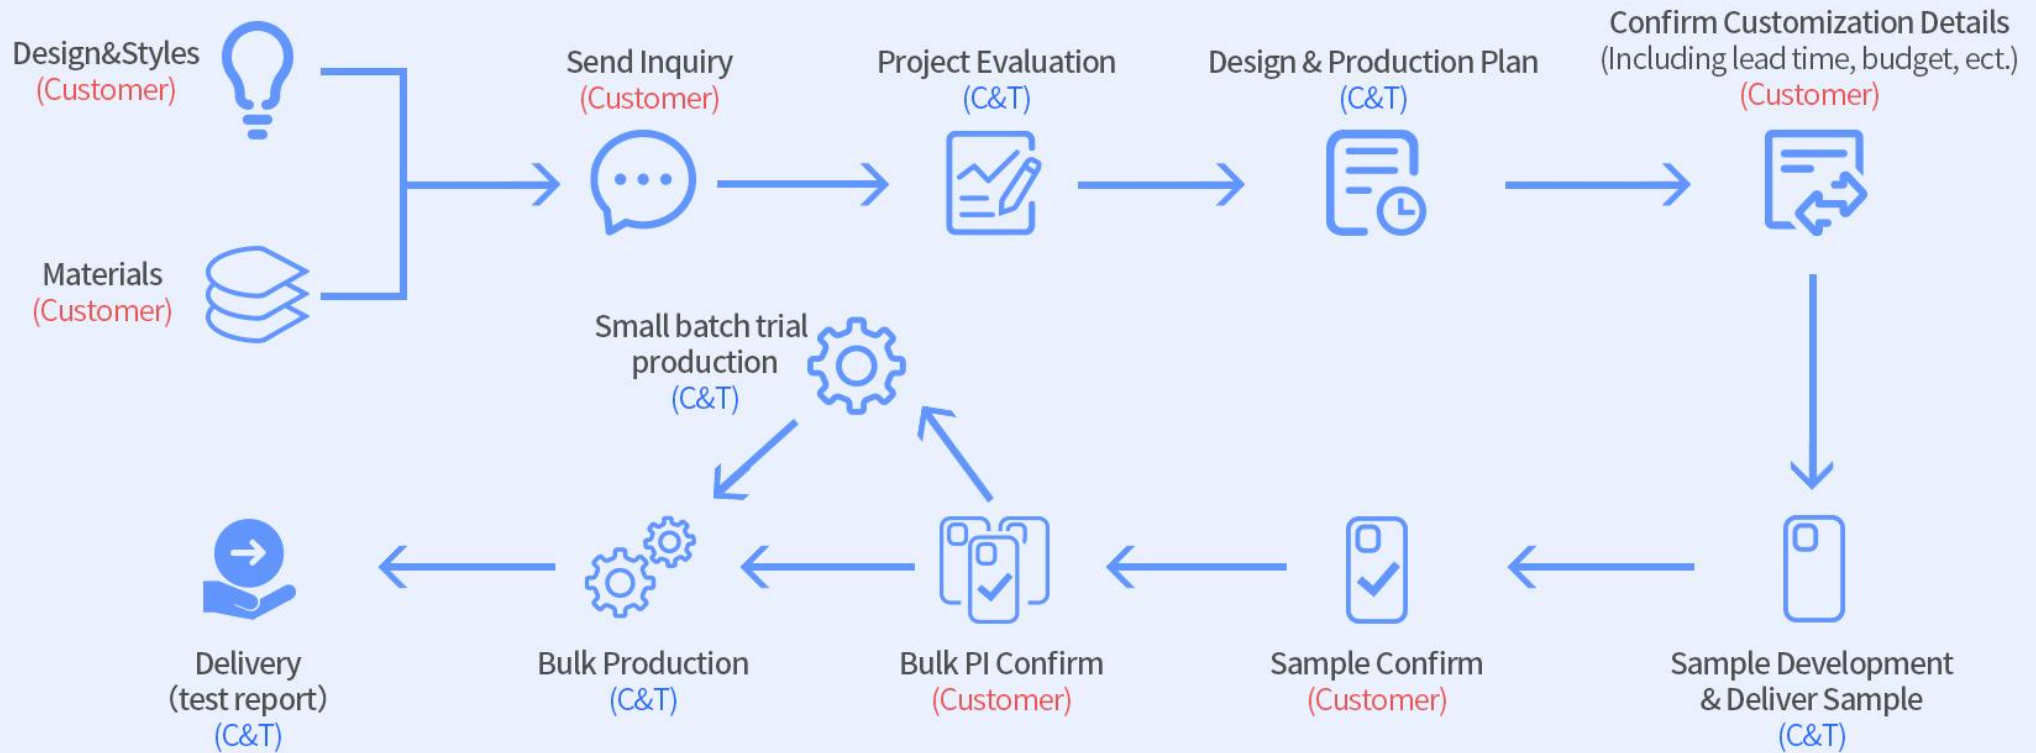 Design&Styles
(Customer)
Materials
(Customer)
Send Inquiry
(Customer)
Project Evaluation
(C&T)
Design & Production Plan
(C&T)
Confirm Customization Details
(Including lead time, budget, ect.)
(Customer)
Small batch trial
production
(C&T)
Delivery
(test report)
(C&T)
Bulk Production
(C&T)
Bulk PI Confirm
(Customer)
Sample Confirm
(Customer)
Sample Development
& Deliver Sample
(C&T)